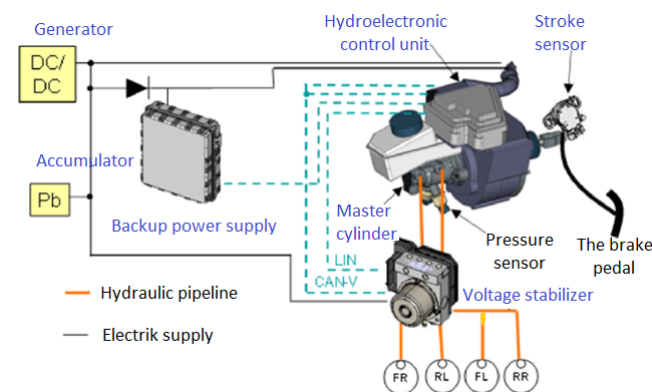 Generator
DC/
DC
Accumulator
Pb
Backup power supply
Hydroelectronic
control unit
Stroke
sensor
Master
cylinder
Pressure
sensor
The brake
pedal
LIN
CAN-V
Voltage stabilizer
Hydraulic pipeline
Electrik supply
FR
RL
FL
RR